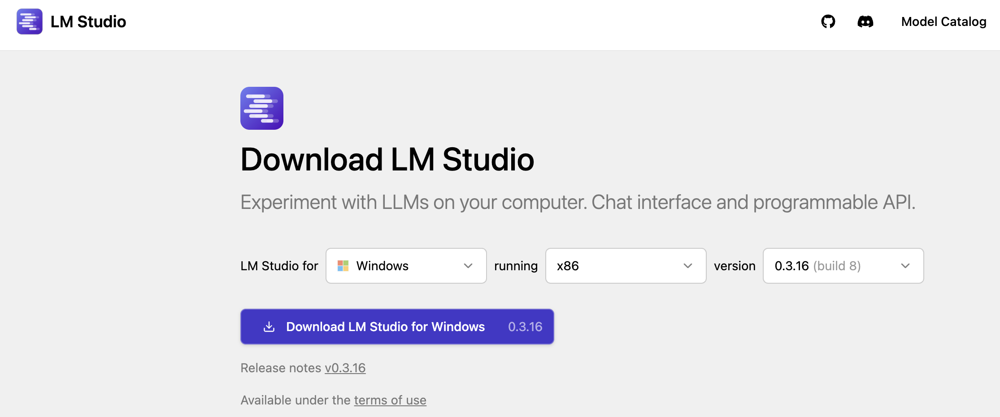 LM Studio
Model Catalog
Download LM Studio
Experiment with LLMs on your computer. Chat interface and programmable API.
LM Studio for Windows running x86 version 0.3.16 (build 8)
Download LM Studio for Windows 0.3.16
Release notes v0.3.16
Available under the terms of use